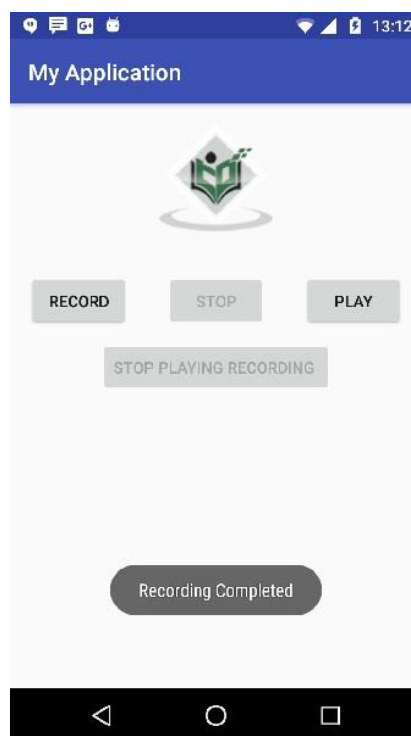 G+ 13:12
My Application
RECORD STOP PLAY
STOP PLAYING RECORDING
Recording Completed